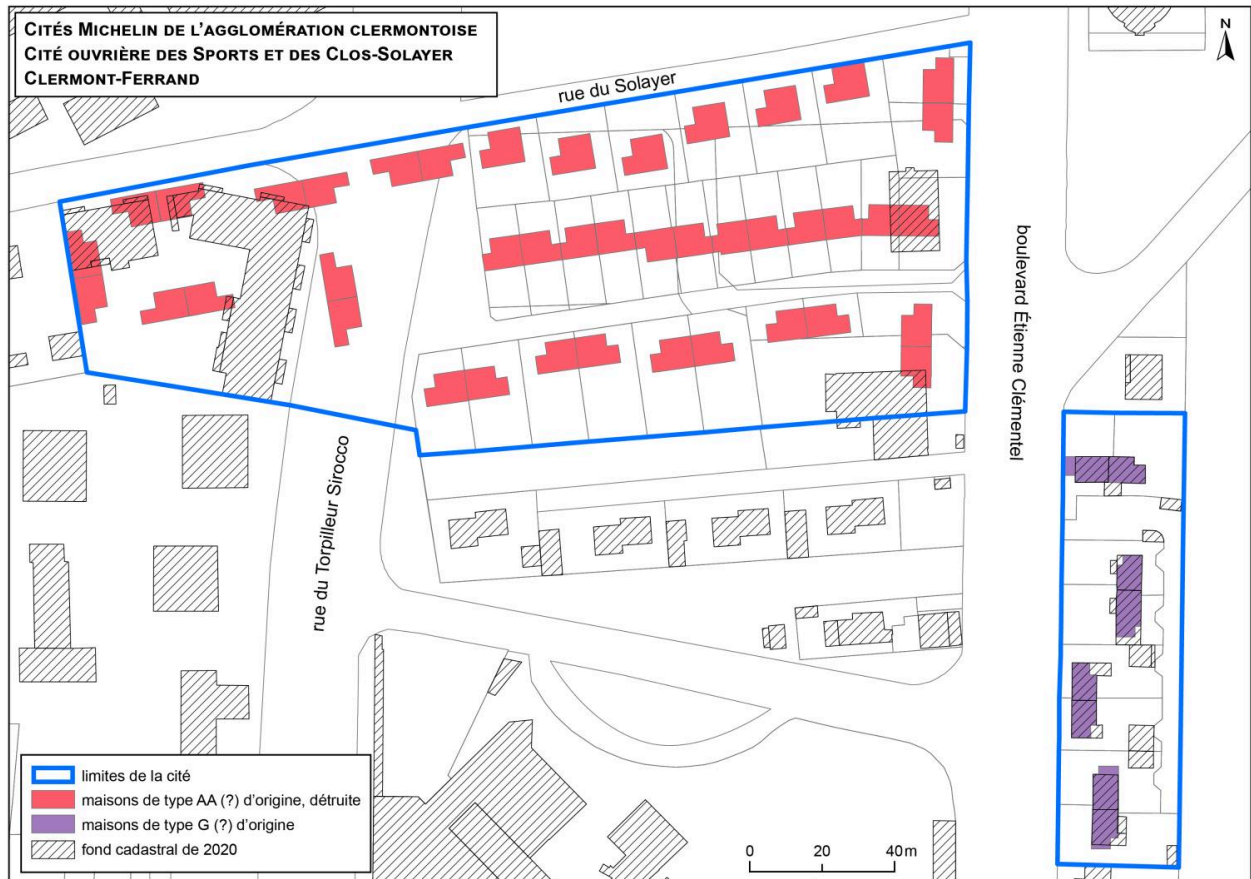 CITÉS MICHELIN DE L'AGGLOMÉRATION CLERMONTOISE
CITÉ OUVRIÈRE DES SPORTS ET DES CLOS-SOLAYER
CLERMONT-FERRAND
N
rue du Solayer
boulevard Étienne Clémentel
rue du Torpilleur Sirocco
limites de la cité
maisons de type AA (?) d'origine, détruite
maisons de type G (?) d'origine
fond cadastral de 2020
0 20 40 m